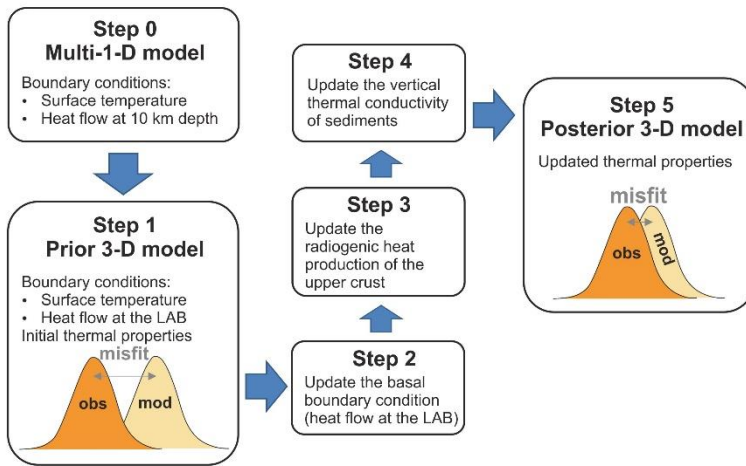 Step 0
Multi-1-D model
Boundary conditions:
• Surface temperature
• Heat flow at 10 km depth
Step 1
Prior 3-D model
Boundary conditions:
• Surface temperature
• Heat flow at the LAB
Initial thermal properties
misfit
obs
mod
Step 2
Update the basal
boundary condition
(heat flow at the LAB)
Step 3
Update the
radiogenic heat
production of the
upper crust
Step 4
Update the vertical
thermal conductivity
of sediments
Step 5
Posterior 3-D model
Updated thermal properties
misfit
obs
mod